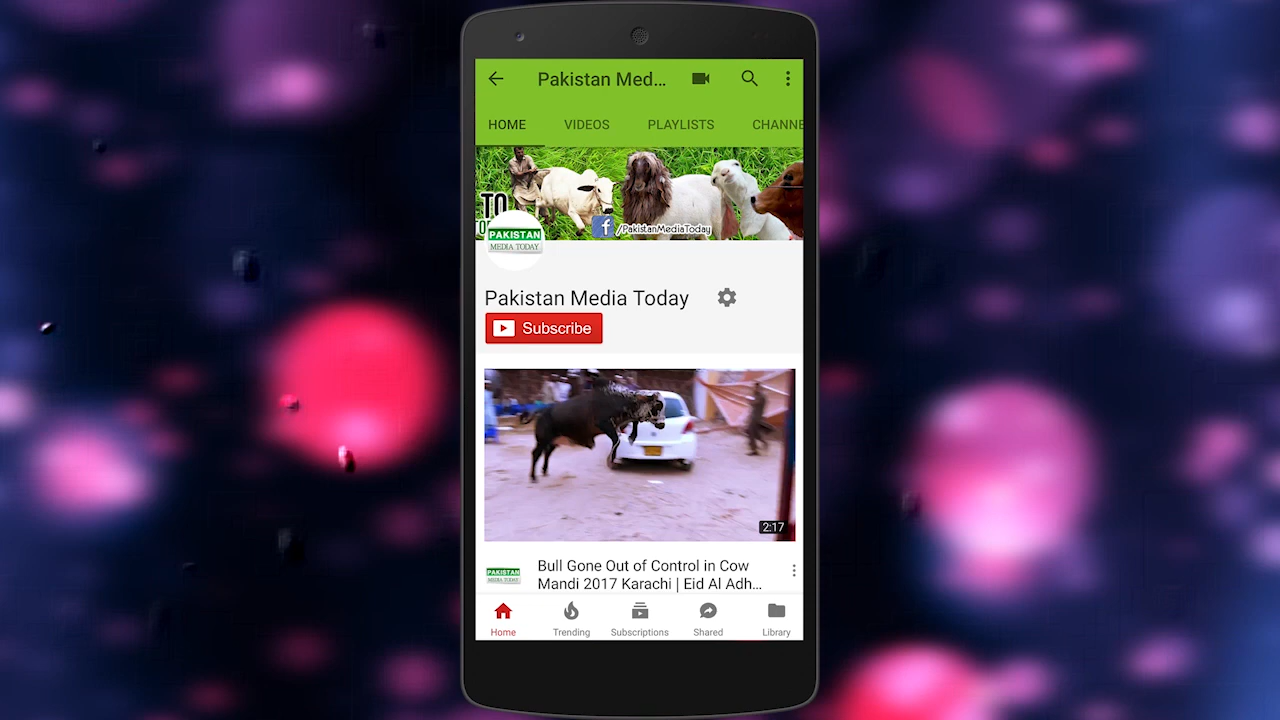 Pakistan Med...
HOME VIDEOS PLAYLISTS CHANNE
TO
f /PakistanMediaToday
PAKISTAN
MEDIA TODAY
Pakistan Media Today
Subscribe
2:17
PAKISTAN
MEDIA TODAY
Bull Gone Out of Control in Cow
Mandi 2017 Karachi | Eid Al Adh...
Home Trending Subscriptions Shared Library